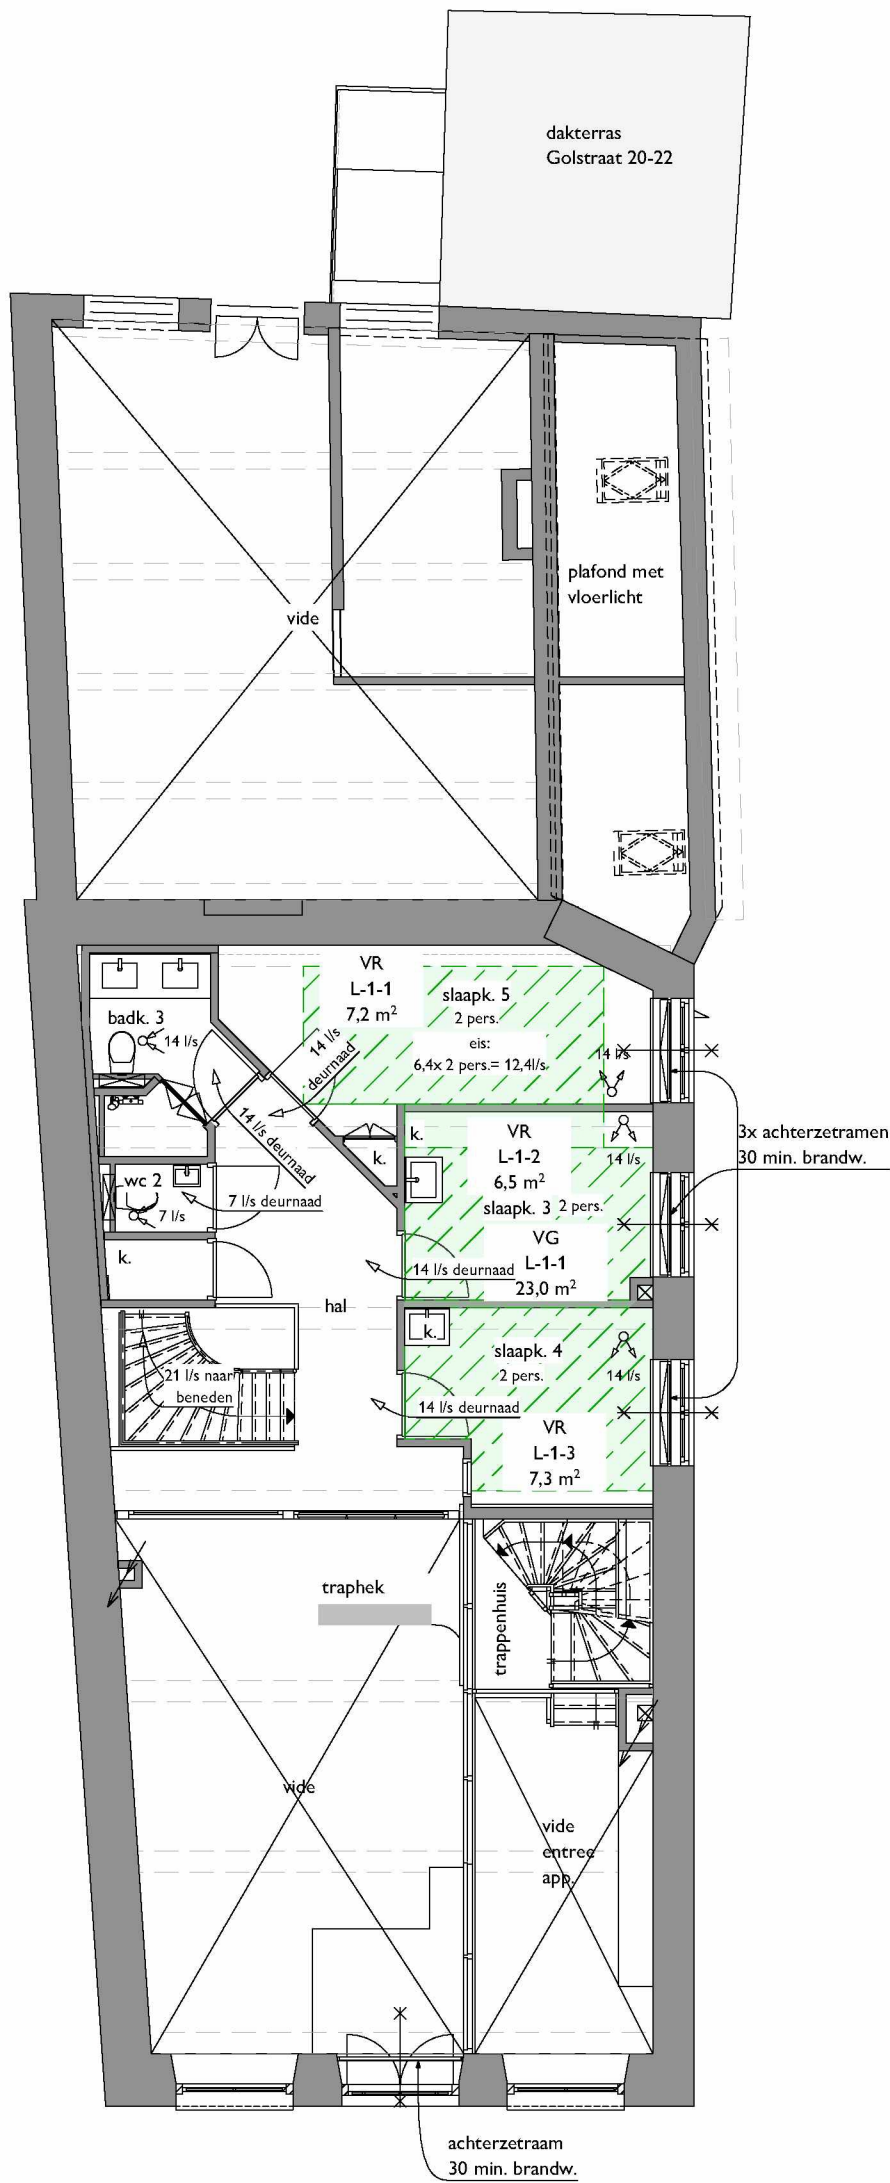 dakterras
Golstraat 20-22
plafond met
vloerlicht
vide
VR
L-1-1
7,2 m²
slaapk. 5
2 pers.
eis:
6,4x 2 pers.= 12,4l/s
14 l/s
badk. 3
14 l/s
14 l/s
deurnaad
14 l/s deurnaad
k.
k.
VR
L-1-2
6,5 m²
14 l/s
slaapk. 3 2 pers.
3x achterzetramen
30 min. brandw.
wc 2
7 l/s
7 l/s deurnaad
VG
L-1-1
23,0 m²
k.
14 l/s deurnaad
hal
k.
slaapk. 4
2 pers.
14 l/s
21 l/s naar
beneden
14 l/s deurnaad
VR
L-1-3
7,3 m²
traphek
trappenhuis
vide
vide
entree
app.
achterzetraam
30 min. brandw.